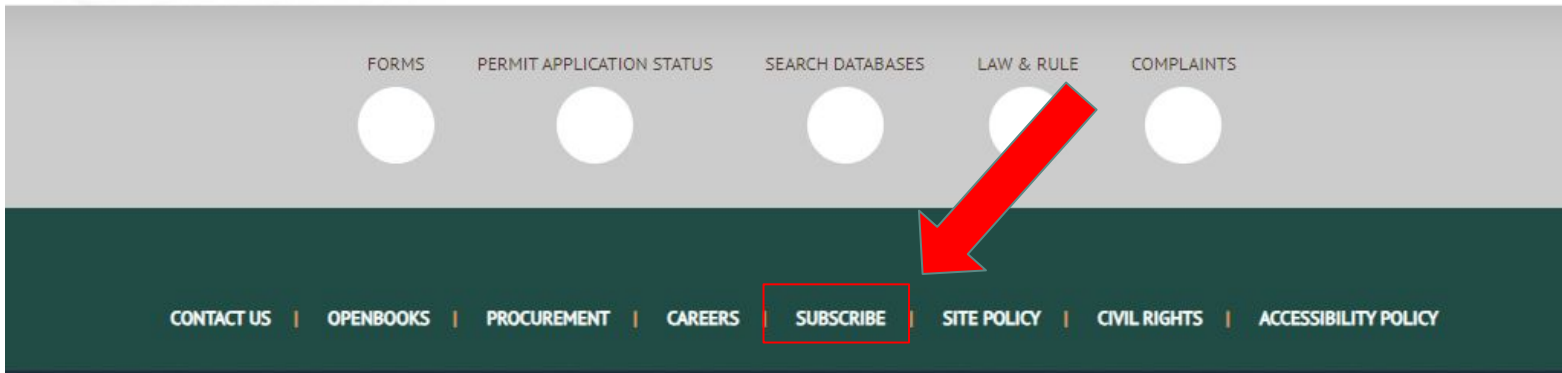 FORMS PERMIT APPLICATION STATUS SEARCH DATABASES LAW & RULE COMPLAINTS
CONTACT US | OPENBOOKS | PROCUREMENT | CAREERS | SUBSCRIBE | SITE POLICY | CIVIL RIGHTS | ACCESSIBILITY POLICY